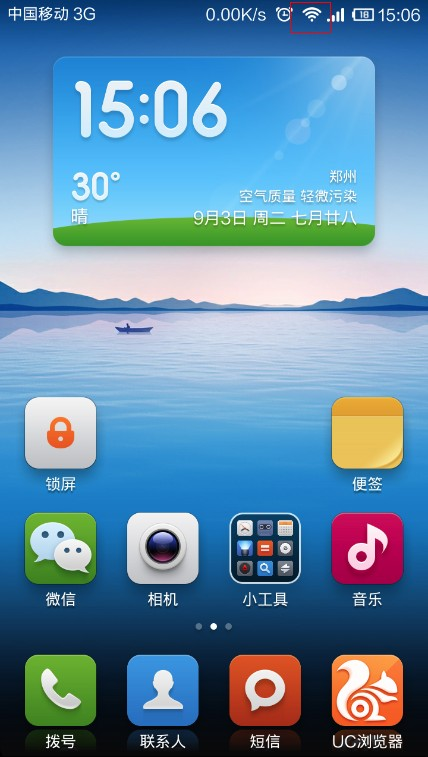 中国移动 3G 0.00K/s 18 15:06
15:06
30°
晴
郑州
空气质量 轻微污染
9月3日 周二 七月廿八
锁屏 便签
微信 相机 小工具 音乐
拨号 联系人 短信 UC浏览器